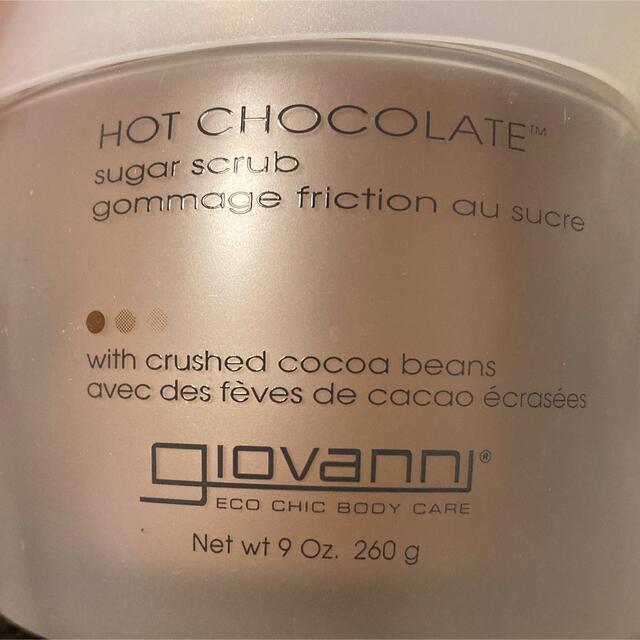 HOT CHOCOLATE™
sugar scrub
gommage friction au sucre
with crushed cocoa beans
avec des fèves de cacao écrasées
giovanni®
ECO CHIC BODY CARE
Net wt 9 Oz. 260 g